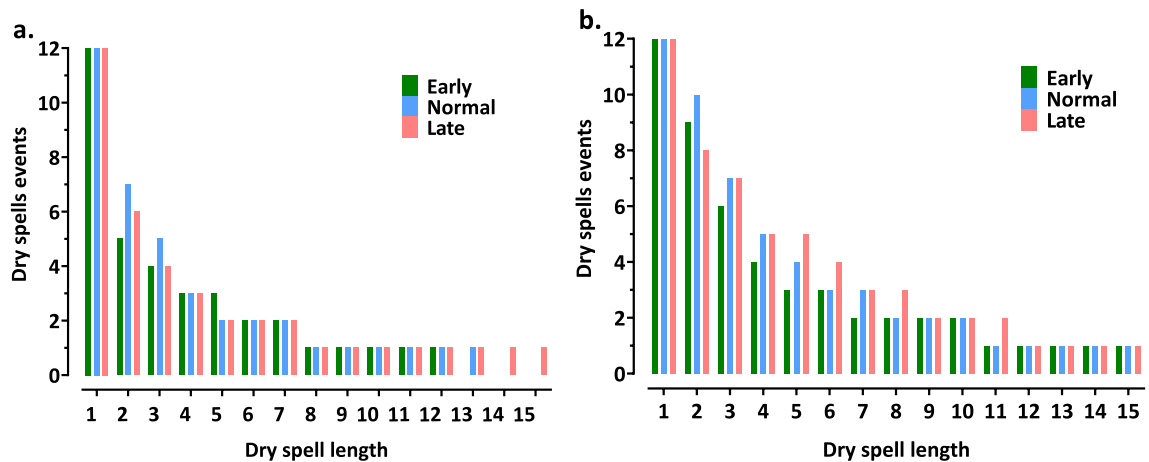 a.
Dry spells events
12
10
8
6
4
2
0
Early
Normal
Late
1 2 3 4 5 6 7 8 9 10 11 12 13 14 15
Dry spell length
b.
Dry spells events
12
10
8
6
4
2
0
Early
Normal
Late
1 2 3 4 5 6 7 8 9 10 11 12 13 14 15
Dry spell length